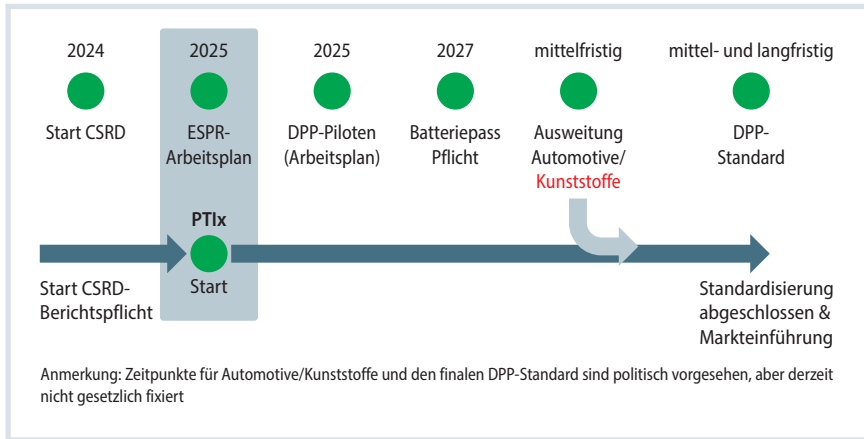 2024
Start CSRD
2025
ESPR-
Arbeitsplan
2025
DPP-Piloten
(Arbeitsplan)
2027
Batteriepass
Pflicht
mittelfristig
Ausweitung
Automotive/
Kunststoffe
mittel- und langfristig
DPP-
Standard
PTIx
Start
Start CSRD-
Berichtspflicht
Standardisierung
abgeschlossen &
Markteinführung
Anmerkung: Zeitpunkte für Automotive/Kunststoffe und den finalen DPP-Standard sind politisch vorgesehen, aber derzeit
nicht gesetzlich fixiert